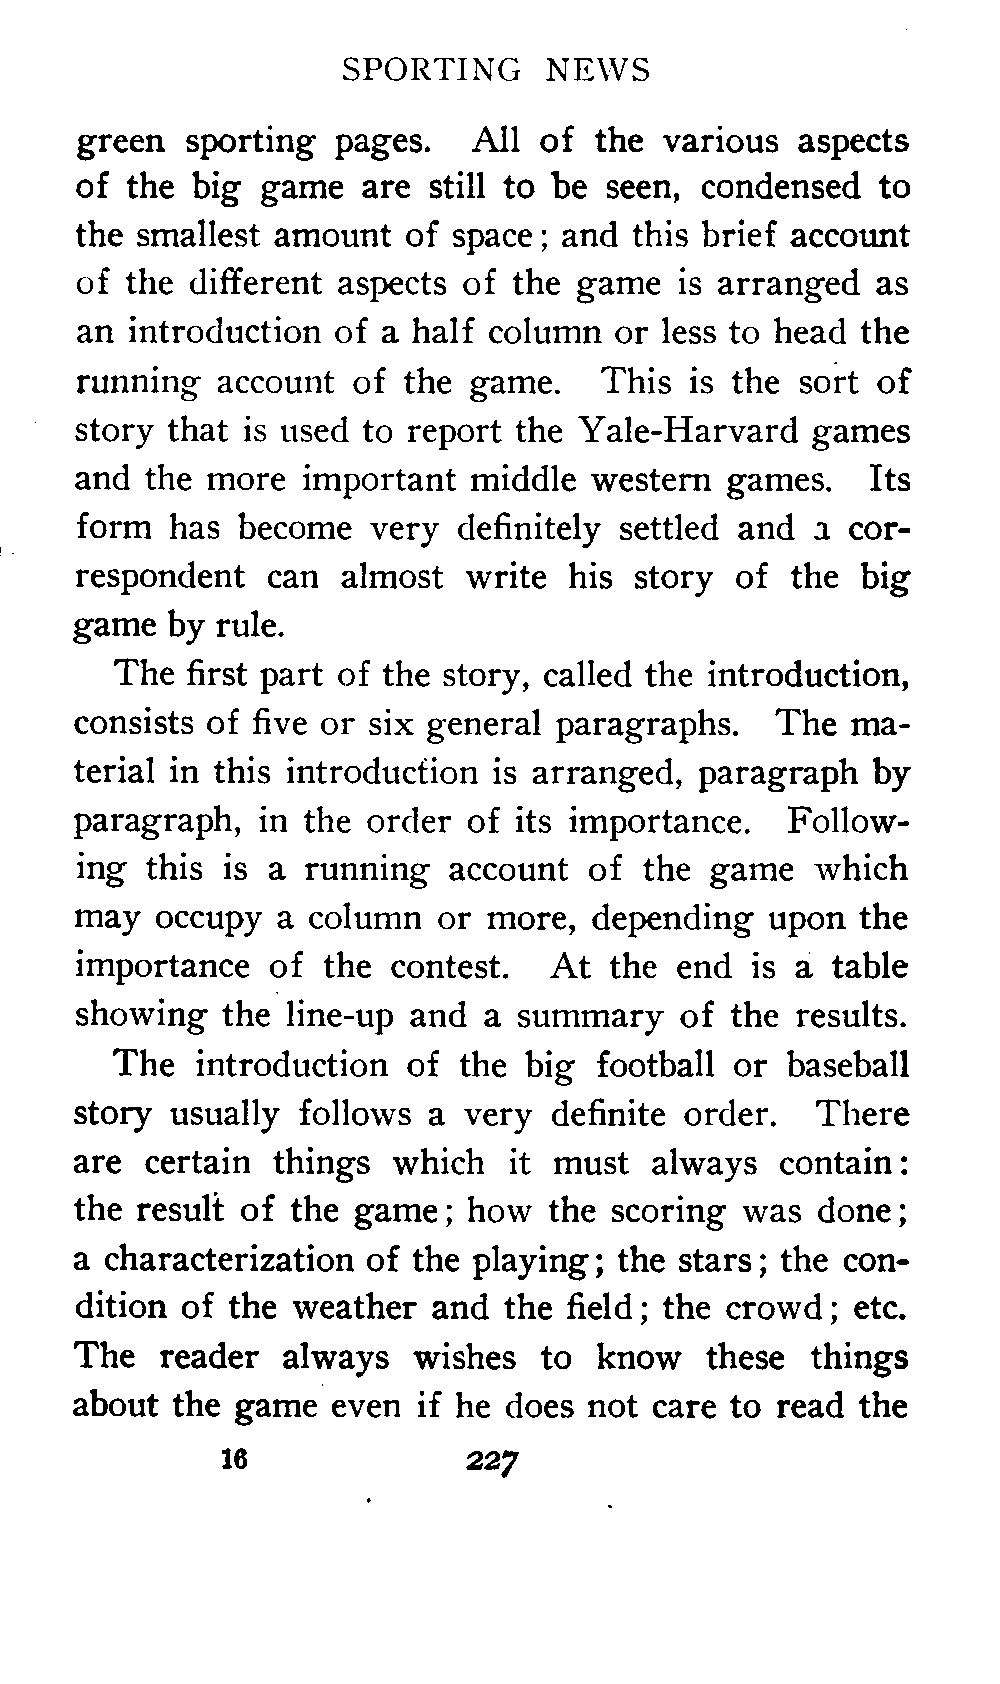 SPORTING NEWS
green sporting pages. All of the various aspects
of the big game are still to be seen, condensed to
the smallest amount of space; and this brief account
of the different aspects of the game is arranged as
an introduction of a half column or less to head the
running account of the game. This is the sort of
story that is used to report the Yale-Harvard games
and the more important middle western games. Its
form has become very definitely settled and a cor-
respondent can almost write his story of the big
game by rule.
The first part of the story, called the introduction,
consists of five or six general paragraphs. The ma-
terial in this introduction is arranged, paragraph by
paragraph, in the order of its importance. Follow-
ing this is a running account of the game which
may occupy a column or more, depending upon the
importance of the contest. At the end is a table
showing the line-up and a summary of the results.
The introduction of the big football or baseball
story usually follows a very definite order. There
are certain things which it must always contain:
the result of the game; how the scoring was done;
a characterization of the playing; the stars; the con-
dition of the weather and the field; the crowd; etc.
The reader always wishes to know these things
about the game even if he does not care to read the
16 227